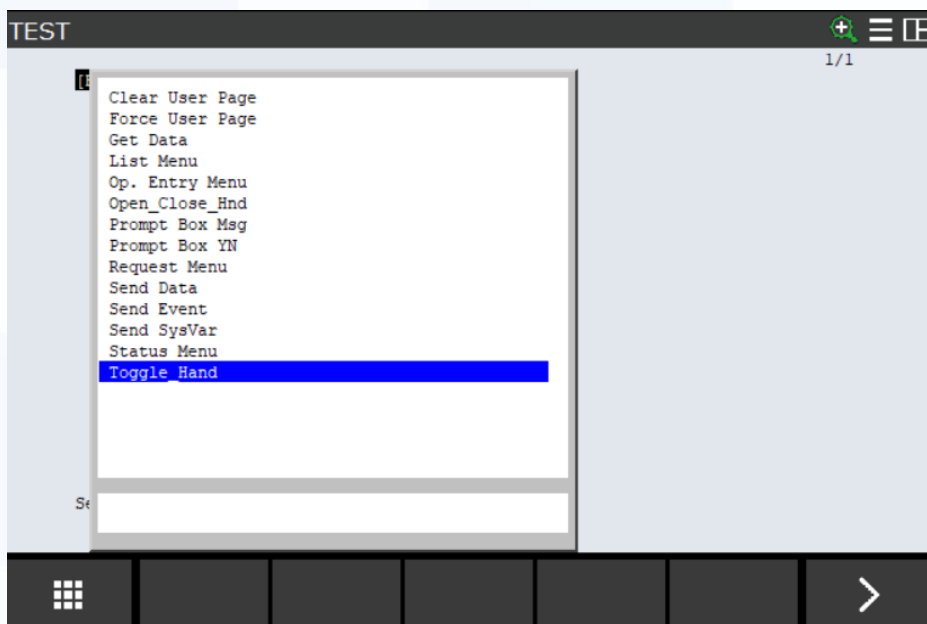 TEST
1/1
Clear User Page
Force User Page
Get Data
List Menu
Op. Entry Menu
Open_Close_Hnd
Prompt Box Msg
Prompt Box YN
Request Menu
Send Data
Send Event
Send SysVar
Status Menu
Toggle_Hand